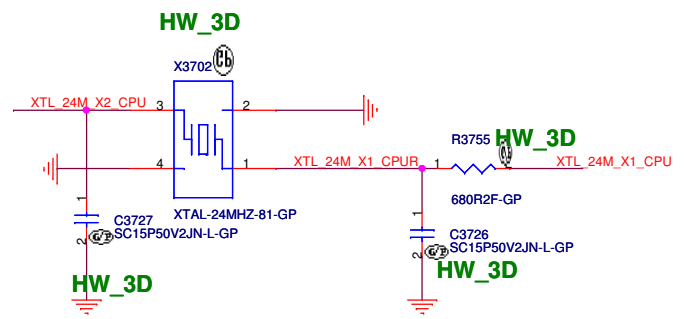 HW_3D
X3702
XTL_24M_X2_CPU
3
2
4
1
XTL_24M_X1_CPUR
1
R3755
HW_3D
XTL_24M_X1_CPU
680R2F-GP
XTAL-24MHZ-81-GP
1
C3727
2
G/P
SC15P50V2JN-L-GP
HW_3D
1
C3726
2
G/P
SC15P50V2JN-L-GP
HW_3D